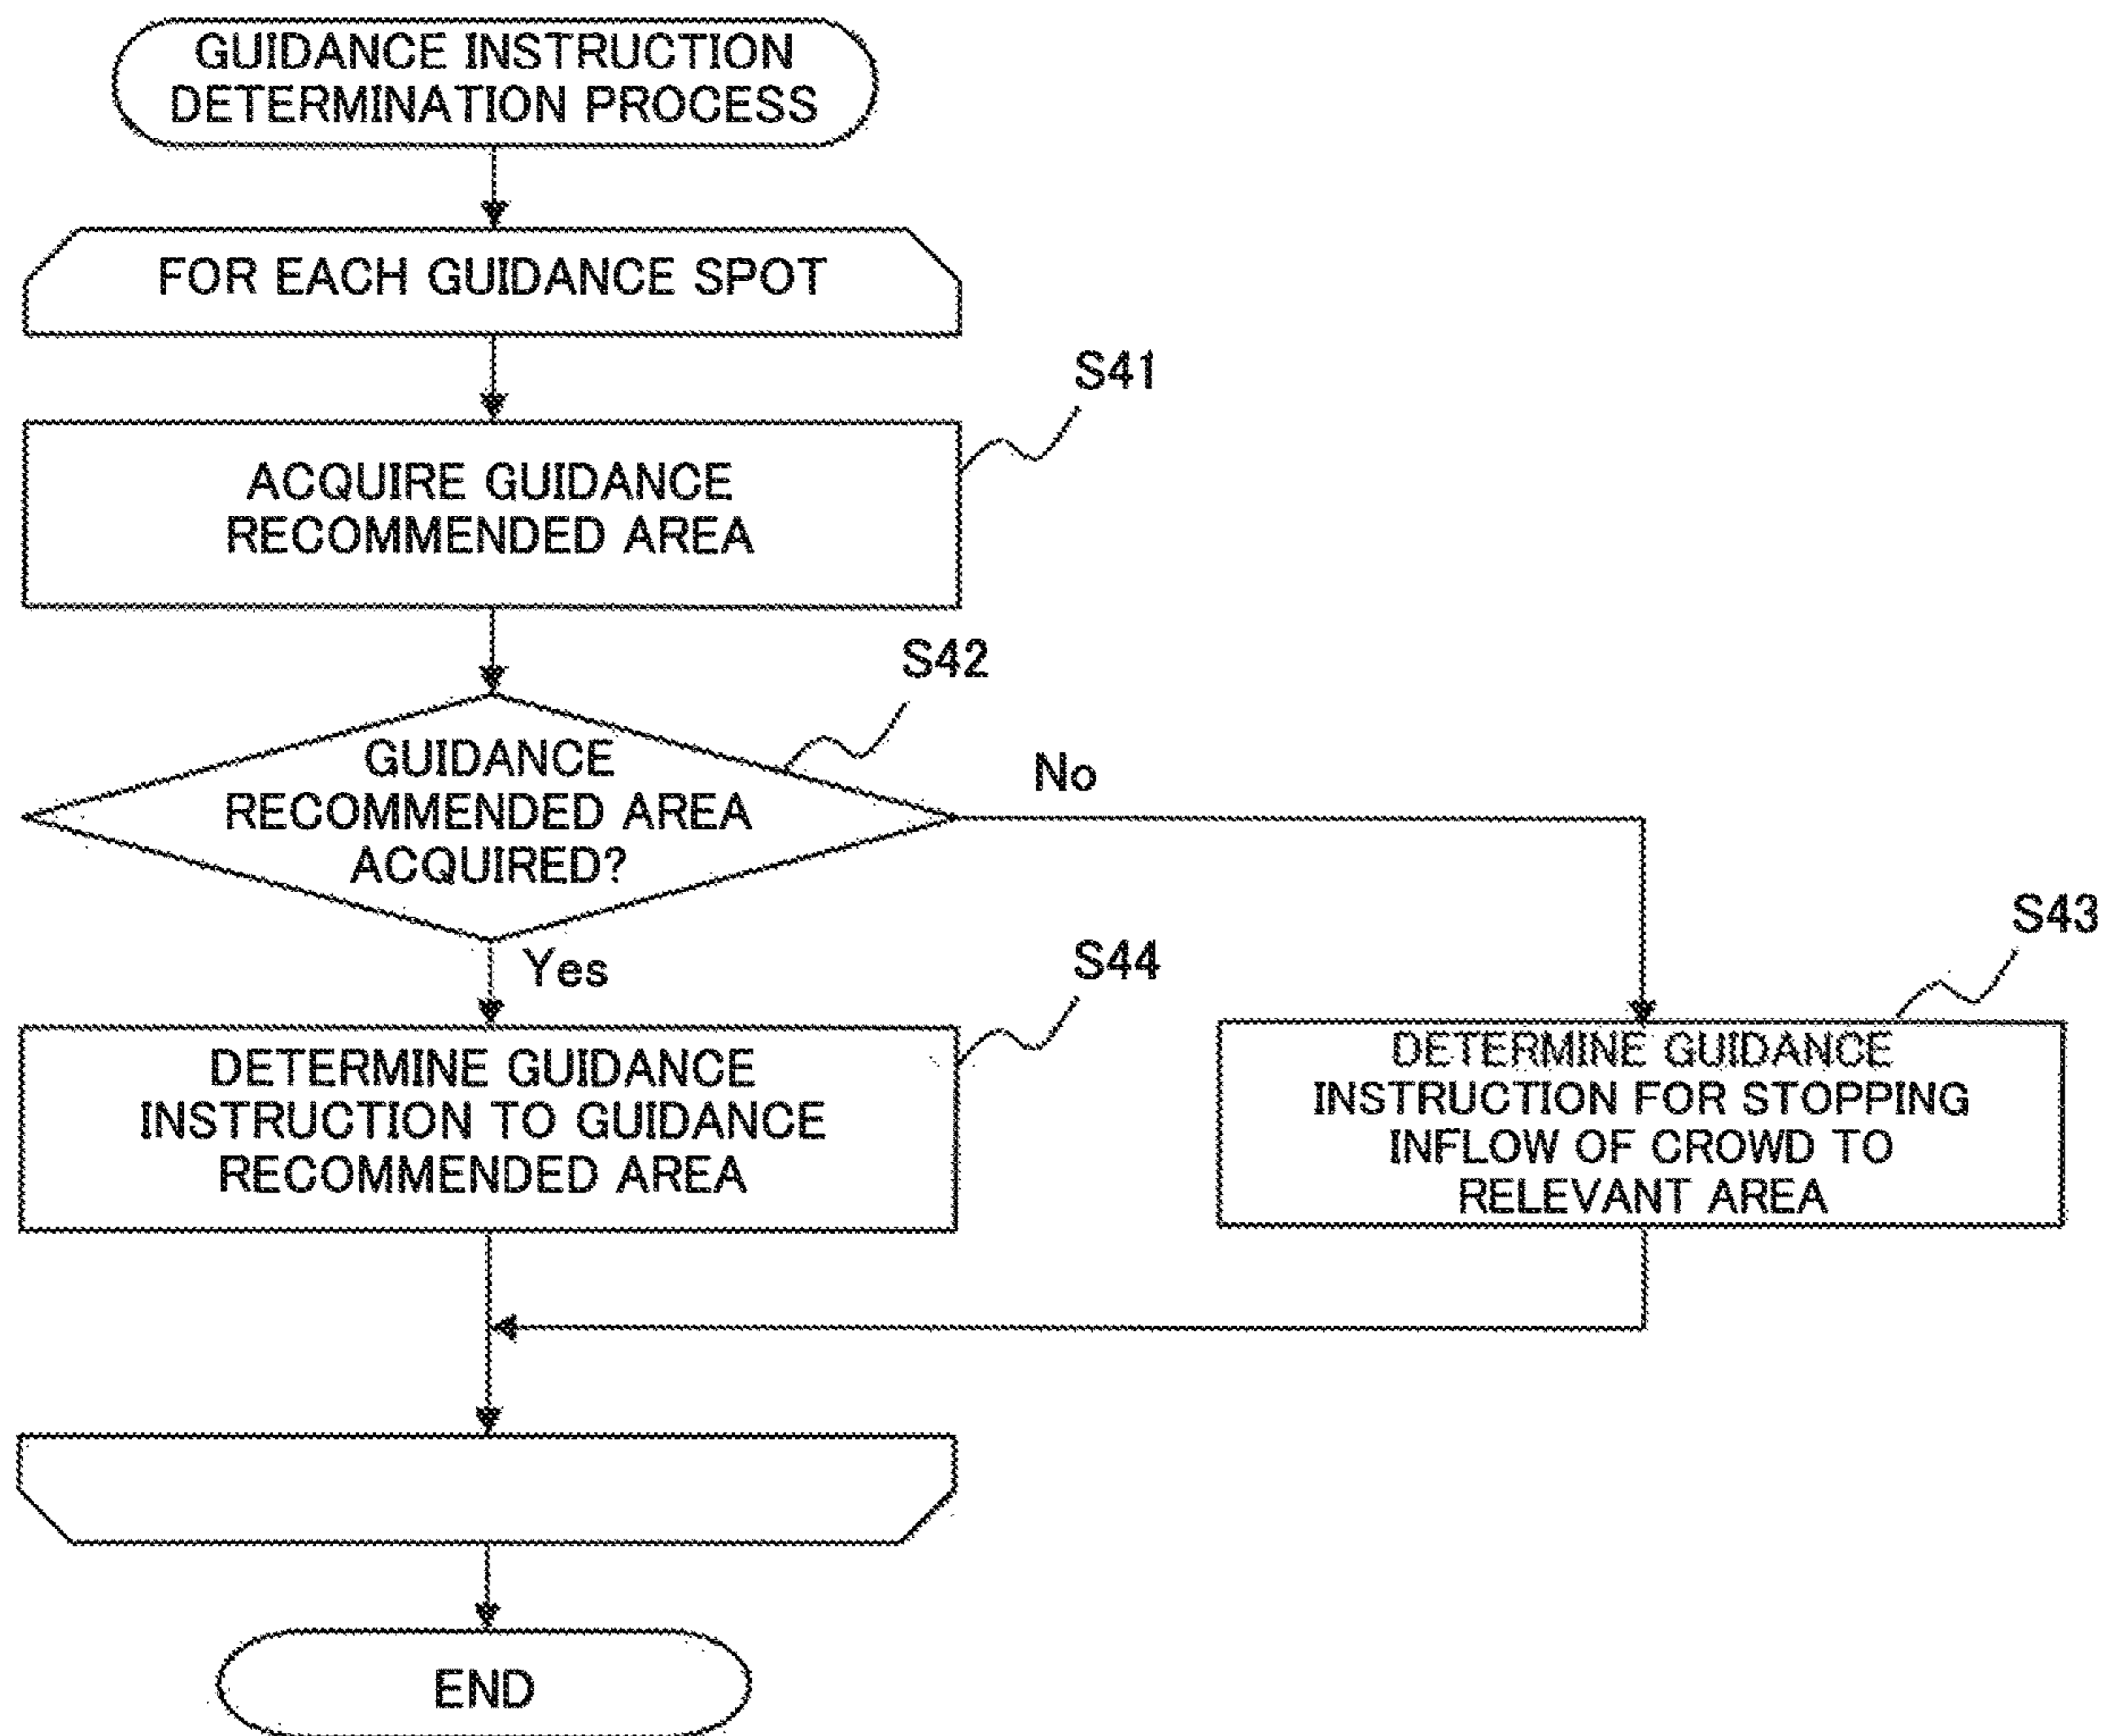 GUIDANCE INSTRUCTION
DETERMINATION PROCESS
FOR EACH GUIDANCE SPOT
S41
ACQUIRE GUIDANCE
RECOMMENDED AREA
S42
GUIDANCE
RECOMMENDED AREA
ACQUIRED?
No
Yes
S44
DETERMINE GUIDANCE
INSTRUCTION TO GUIDANCE
RECOMMENDED AREA
S43
DETERMINE GUIDANCE
INSTRUCTION FOR STOPPING
INFLOW OF CROWD TO
RELEVANT AREA
END